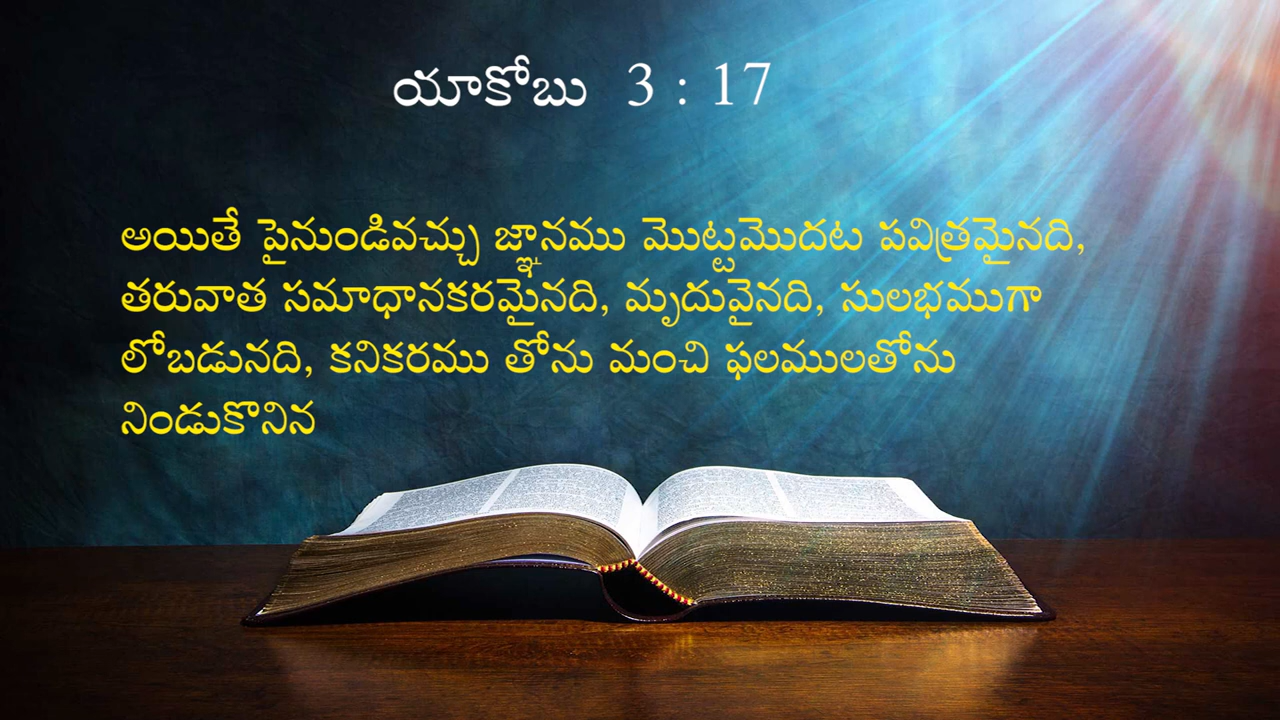 యాకోబు 3 : 17
అయితే పైనుండివచ్చు జ్ఞానము మొట్టమొదట పవిత్రమైనది,
తరువాత సమాధానకరమైనది, మృదువైనది, సులభముగా
లోబడునది, కనికరము తోను మంచి ఫలములతోను
నిండుకొనిన